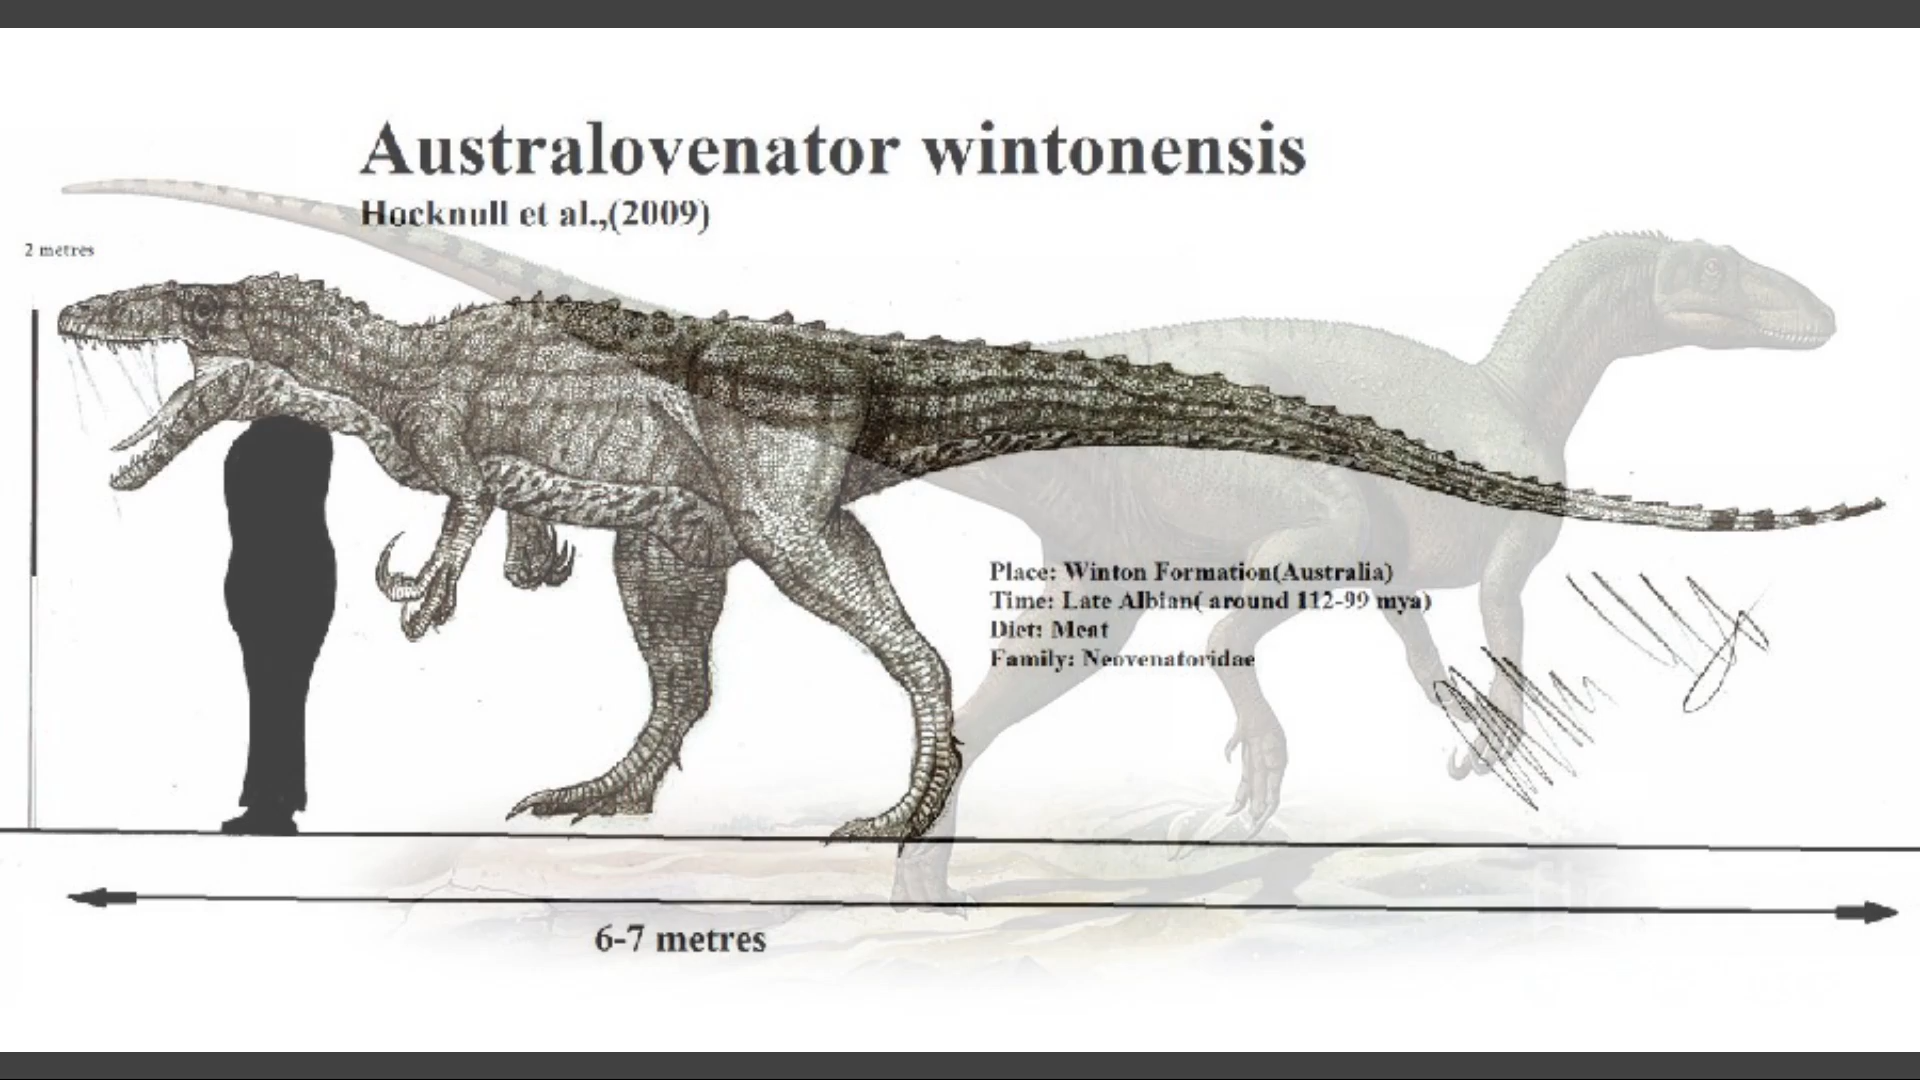 Australovenator wintonensis
Hocknull et al.,(2009)
2 metres
Place: Winton Formation(Australia)
Time: Late Albian( around 112-99 mya)
Diet: Meat
Family: Neovenatoridae
6-7 metres